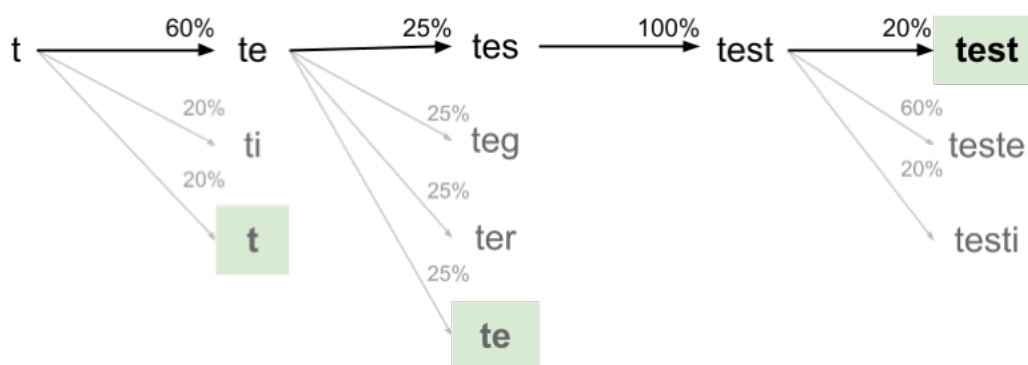 t 60% te 25% tes 100% test 20% test
20% ti 25% teg 60% teste
20% t 25% ter 20% testi
25% te